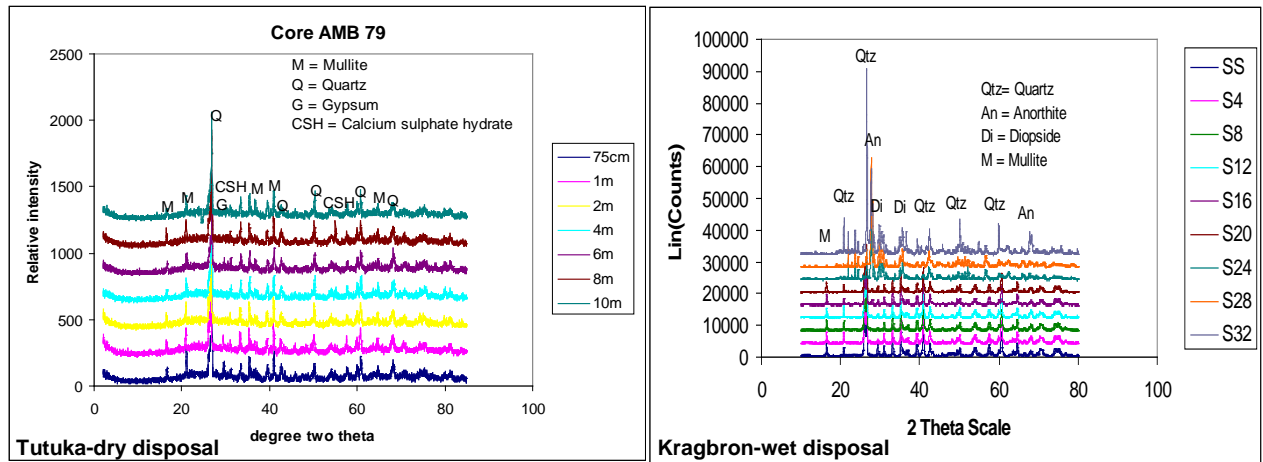 Core AMB 79
M = Mullite
Q = Quartz
G = Gypsum
CSH = Calcium sulphate hydrate
Relative intensity
2500
2000
1500
1000
500
0
M
M
Q
CSH
G
M
M
Q
Q
CSH
Q
M
Q
0
20
40
60
80
100
degree two theta
75cm
1m
2m
4m
6m
8m
10m
Tutuka-dry disposal
Lin(Counts)
100000
90000
80000
70000
60000
50000
40000
30000
20000
10000
0
Qtz
Qtz= Quartz
An = Anorthite
Di = Diopside
M = Mullite
An
Qtz
Di
Di
Qtz
Qtz
Qtz
An
M
0
20
40
60
80
100
2 Theta Scale
SS
S4
S8
S12
S16
S20
S24
S28
S32
Kragbron-wet disposal